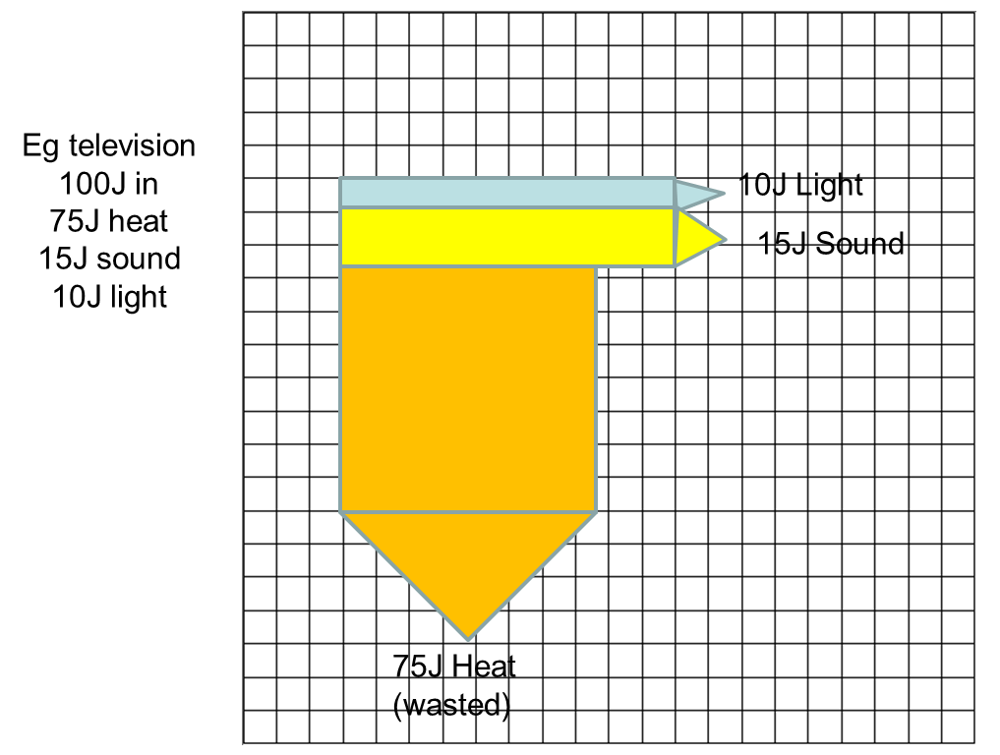 Eg television
100J in
75J heat
15J sound
10J light
10J Light
15J Sound
75J Heat
(wasted)